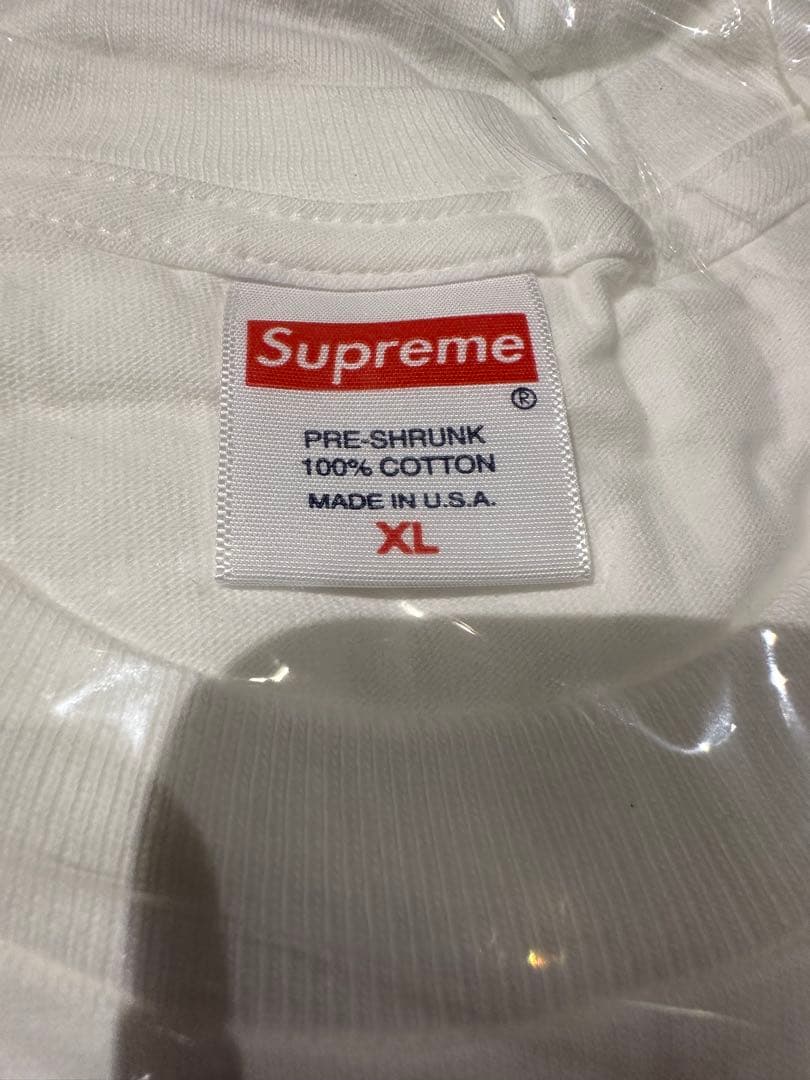 Supreme
®
PRE-SHRUNK
100% COTTON
MADE IN U.S.A.
XL